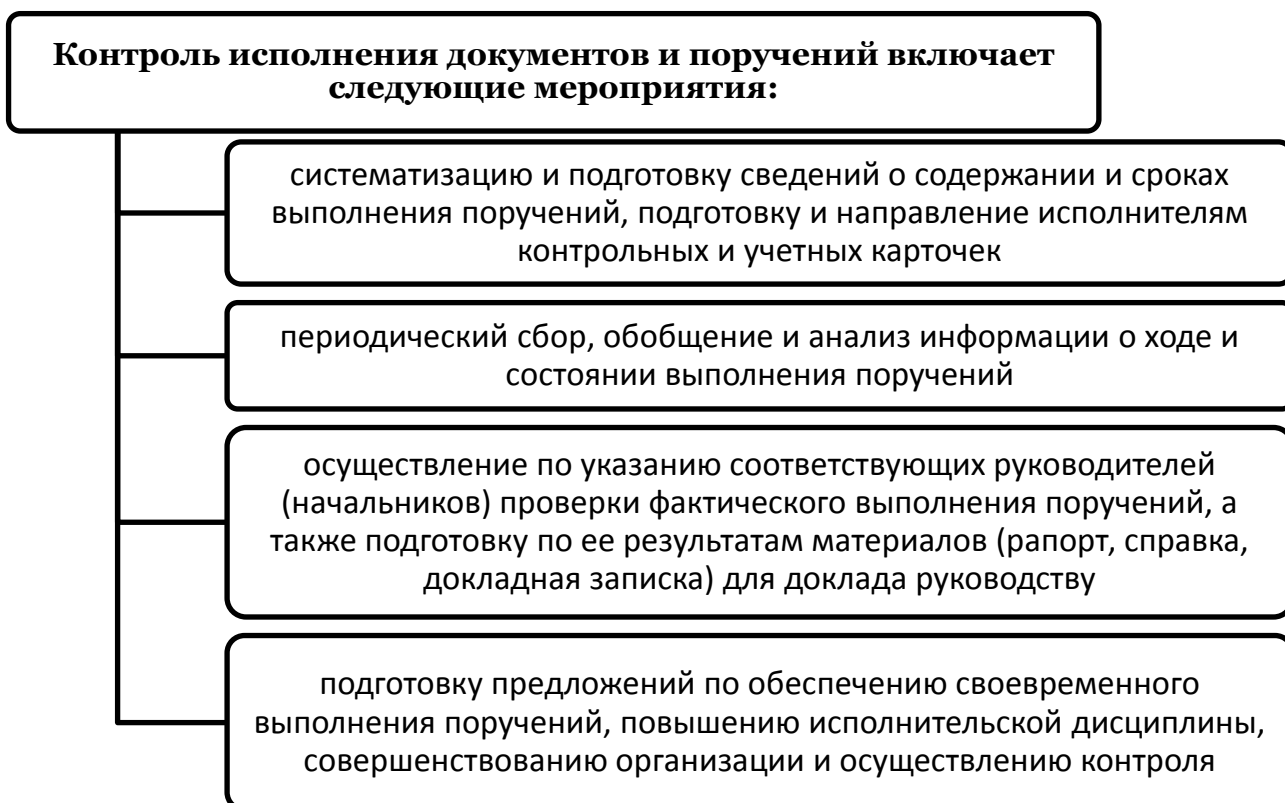 Контроль исполнения документов и поручений включает
следующие мероприятия:
систематизацию и подготовку сведений о содержании и сроках
выполнения поручений, подготовку и направление исполнителям
контрольных и учетных карточек
периодический сбор, обобщение и анализ информации о ходе и
состоянии выполнения поручений
осуществление по указанию соответствующих руководителей
(начальников) проверки фактического выполнения поручений, а
также подготовку по ее результатам материалов (рапорт, справка,
докладная записка) для доклада руководству
подготовку предложений по обеспечению своевременного
выполнения поручений, повышению исполнительской дисциплины,
совершенствованию организации и осуществлению контроля